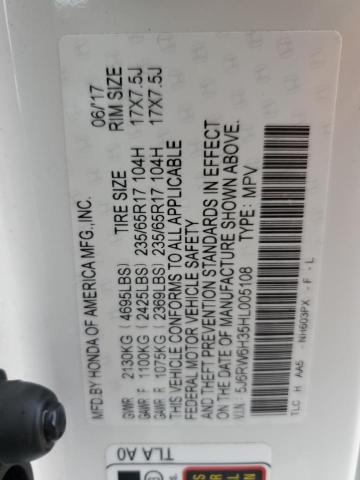 MFD.BY HONDA OF AMERICA MFG.,INC. 06/'17
TIRE SIZE RIM SIZE
GVWR 2130KG (4695LBS)
GAWR F 1100KG (2425LBS) 235/65R17 104H 17X7.5J
GAWR R 1075KG (2369LBS) 235/65R17 104H 17X7.5J
THIS VEHICLE CONFORMS TO ALL APPLICABLE
FEDERAL MOTOR VEHICLE SAFETY
AND THEFT PREVENTION STANDARDS IN EFFECT
ON THE DATE OF MANUFACTURE SHOWN ABOVE.
V.I.N. 5J6RW6H35HL005108 TYPE: MPV
TLC H AA5 - NH603PX - F - L
TLA A0